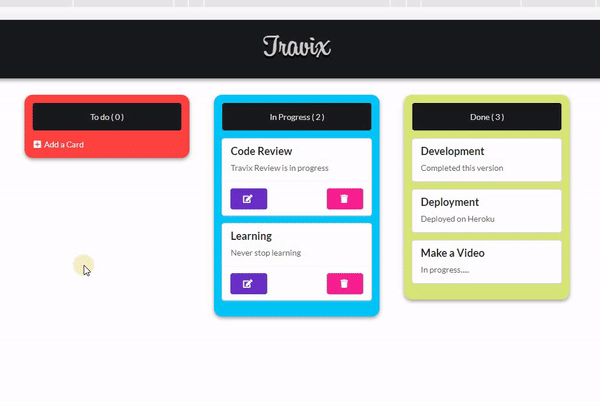 Travix
To do ( 0 )
Add a Card
In Progress ( 2 )
Code Review
Travix Review is in progress
Learning
Never stop learning
Done ( 3 )
Development
Completed this version
Deployment
Deployed on Heroku
Make a Video
In progress.....